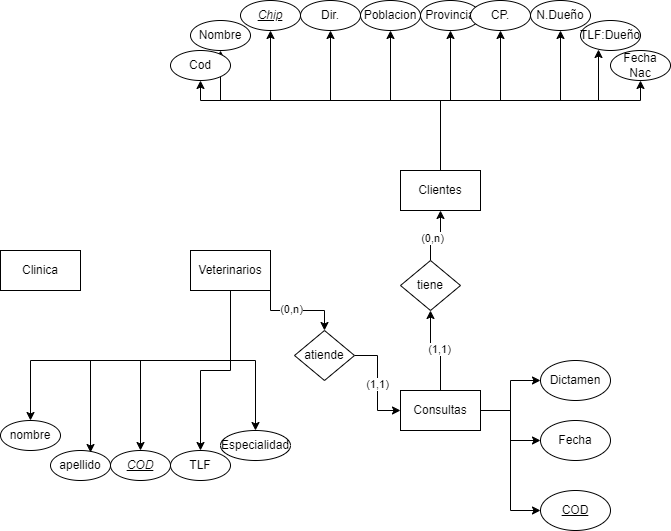 Chip
Dir.
Poblacion
Provincia
CP.
N.Dueño
Nombre
TLF:Dueño
Cod
Fecha
Nac
Clientes
(0,n)
Clinica
Veterinarios
tiene
(0,n)
(1,1)
atiende
(1,1)
Consultas
Dictamen
Fecha
COD
nombre
apellido
COD
TLF
Especialidad